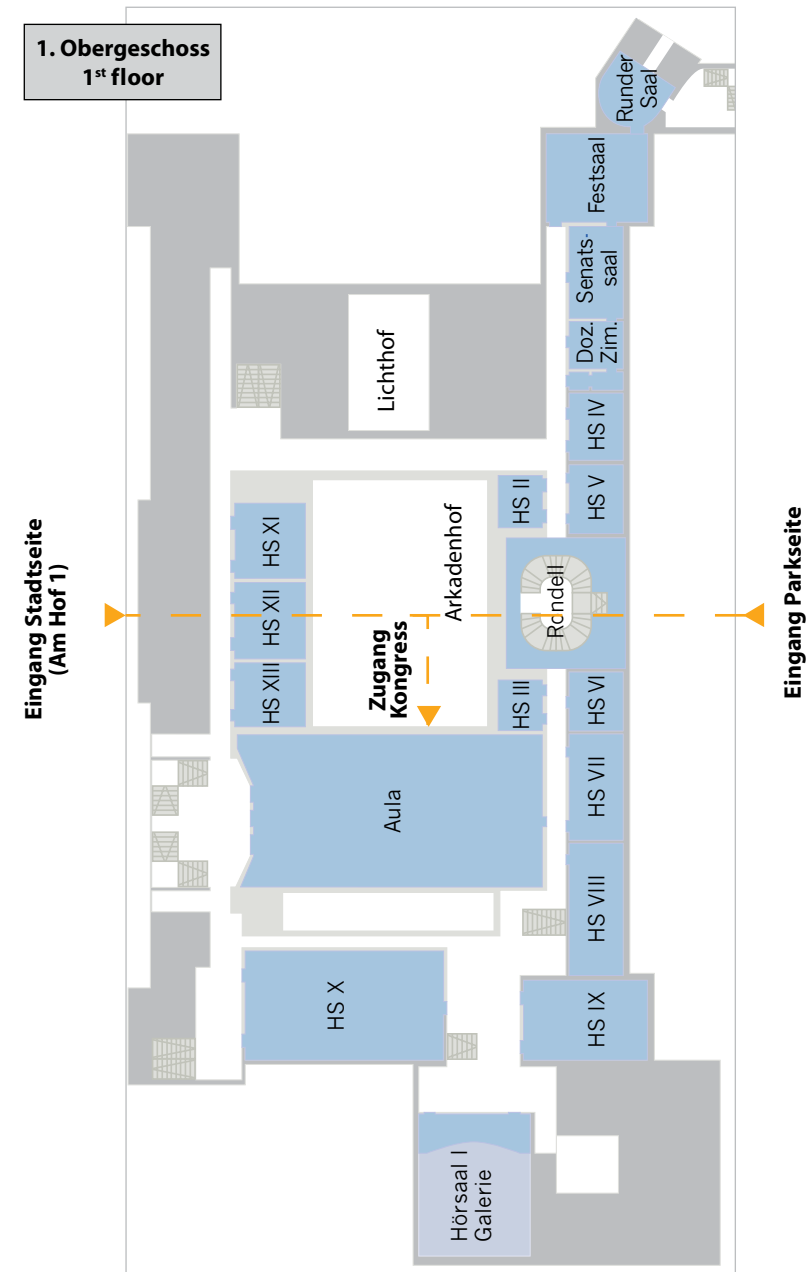 1. Obergeschoss
1st floor
Runder
Saal
Festsaal
Senats-
saal
Doz.
Zim.
Lichthof
HS IV
HS V
HS II
HS XI
Arkadenhof
Eingang Stadtseite
(Am Hof 1)
HS XII
Rondell
Eingang Parkseite
Zugang
Kongress
HS XIII
HS III
HS VI
HS VII
Aula
HS VIII
HS X
HS IX
Hörsaal I
Galerie